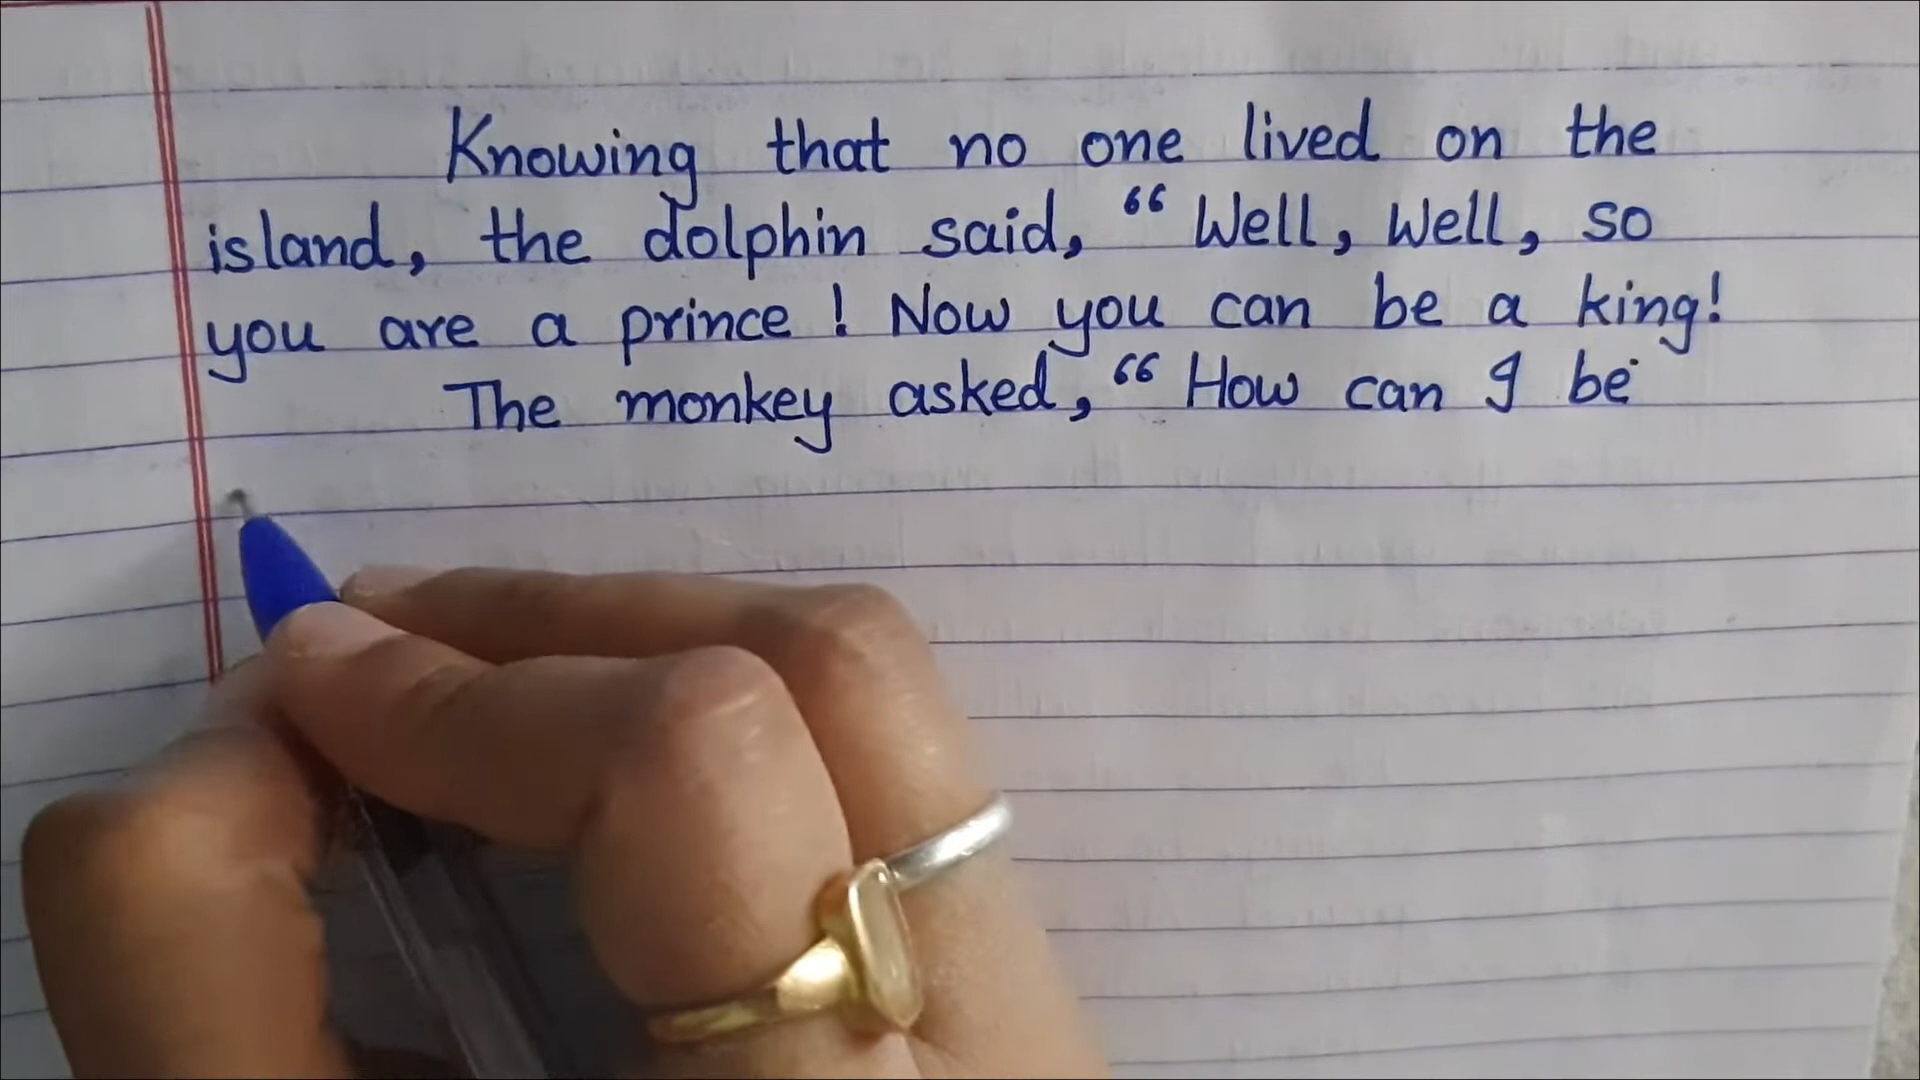 Knowing that no one lived on the
island, the dolphin said, “ Well, Well, so
you are a prince ! Now you can be a king!
The monkey asked, “ How can I be